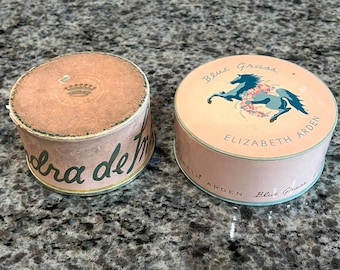 dra de
Blue Grass
ELIZABETH ARDEN
ARDEN Blue Grass